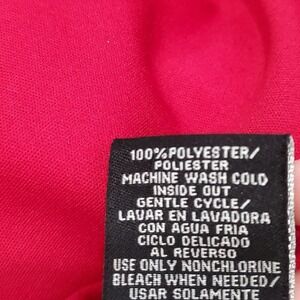 100%POLYESTER/
POLIESTER
MACHINE WASH COLD
INSIDE OUT
GENTLE CYCLE/
LAVAR EN LAVADORA
CON AGUA FRIA
CICLO DELICADO
AL REVERSO
USE ONLY NONCHLORINE
BLEACH WHEN NEEDED/
USAR SOLAMENTE